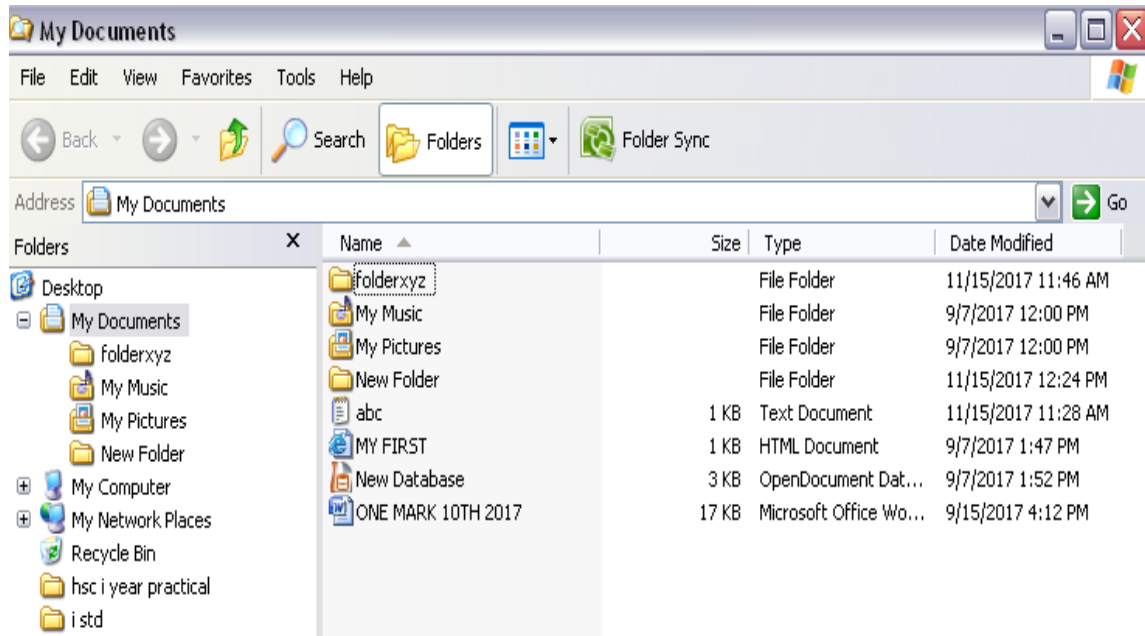 My Documents
File Edit View Favorites Tools Help
Back Search Folders Folder Sync
Address My Documents Go
Folders X Name Size Type Date Modified
Desktop folderxyz File Folder 11/15/2017 11:46 AM
My Documents My Music File Folder 9/7/2017 12:00 PM
folderxyz My Pictures File Folder 9/7/2017 12:00 PM
My Music New Folder File Folder 11/15/2017 12:24 PM
My Pictures abc 1 KB Text Document 11/15/2017 11:28 AM
New Folder MY FIRST 1 KB HTML Document 9/7/2017 1:47 PM
My Computer New Database 3 KB OpenDocument Dat... 9/7/2017 1:52 PM
My Network Places ONE MARK 10TH 2017 17 KB Microsoft Office Wo... 9/15/2017 4:12 PM
Recycle Bin
hsc i year practical
i std